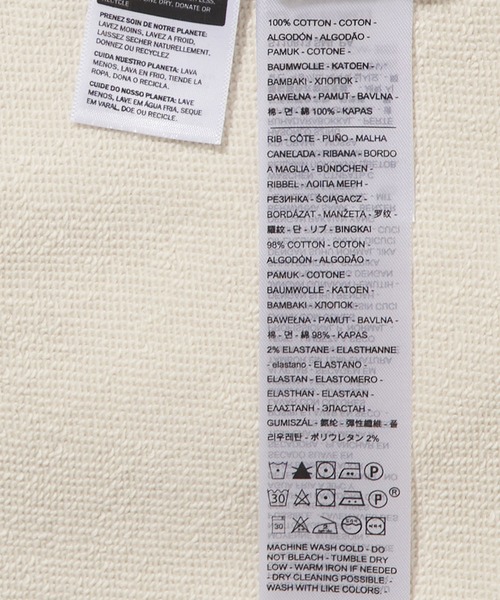 LINE DRY, DONATE OR
RECYCLE
PRENEZ SOIN DE NOTRE PLANETE:
LAVEZ MOINS, LAVEZ A FROID,
LAISSEZ SECHER NATURELLEMENT,
DONNEZ OU RECYCLEZ
CUIDA NUESTRO PLANETA: LAVA
MENOS, LAVA EN FRIO, TIENDE LA
ROPA, DONA O RECICLA.
CUIDE DO NOSSO PLANETA: LAVE
MENOS, LAVE EM ÁGUA FRIA, SEQUE
EM VARAL, DOE OU RECICLE.
100% COTTON - COTON -
ALGODÓN - ALGODÃO -
PAMUK - COTONE -
BAUMWOLLE - KATOEN -
BAMBAKI - ХЛОПОК -
BAWEŁNA - PAMUT - BAVLNA -
棉 - 면 - 綿 100% - KAPAS
RIB - CÔTE - PUÑO - MALHA
CANELADA - RIBANA - BORDO
A MAGLIA - BÜNDCHEN -
RIBBEL - ΛΟΙΠΑ ΜΕΡΗ -
РЕЗИНКА - ŚCIĄGACZ -
BORDÁZAT - MANŽETA - 罗纹 -
羅紋 - 단 - リブ - BINGKAI
98% COTTON - COTON -
ALGODÓN - ALGODÃO -
PAMUK - COTONE -
BAUMWOLLE - KATOEN -
BAMBAKI - ХЛОПОК -
BAWEŁNA - PAMUT - BAVLNA -
棉 - 면 - 綿 98% - KAPAS
2% ELASTANE - ELASTHANNE
- elastano - ELASTANO -
ELASTAN - ELASTOMERO -
ELASTHAN - ELASTAAN -
ΕΛΑΣΤΑΝΗ - ЭЛАСТАН -
GUMISZÁL - 氨纶 - 彈性纖維 - 폴
리우레탄 - ポリウレタン 2%
P
30 P ®
30
MACHINE WASH COLD - DO
NOT BLEACH - TUMBLE DRY
LOW - WARM IRON IF NEEDED
- DRY CLEANING POSSIBLE -
WASH WITH LIKE COLORS.